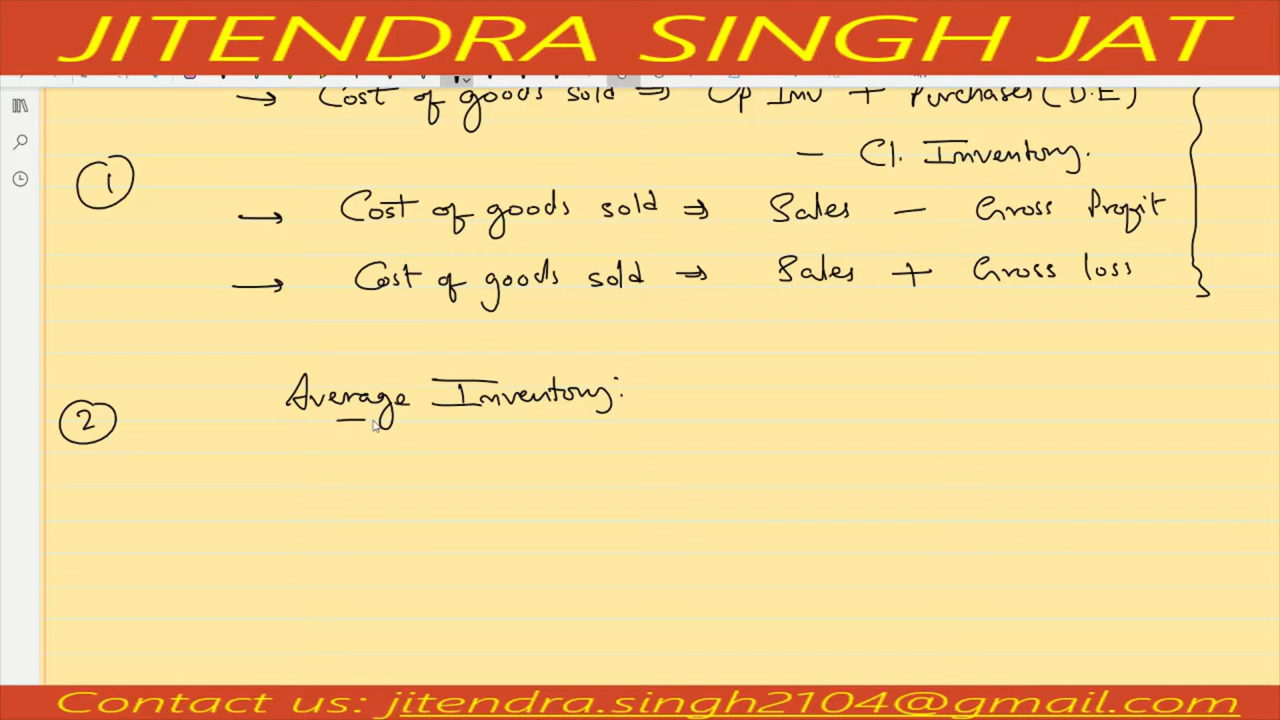 JITENDRA SINGH JAT
→ Cost of goods sold ⇒ Op Inv + Purchases (D.E)
– Cl. Inventory.
①
→ Cost of goods sold ⇒ Sales – Gross Profit
→ Cost of goods sold ⇒ Sales + Gross loss
② Average Inventory:
Contact us: jitendra.singh2104@gmail.com